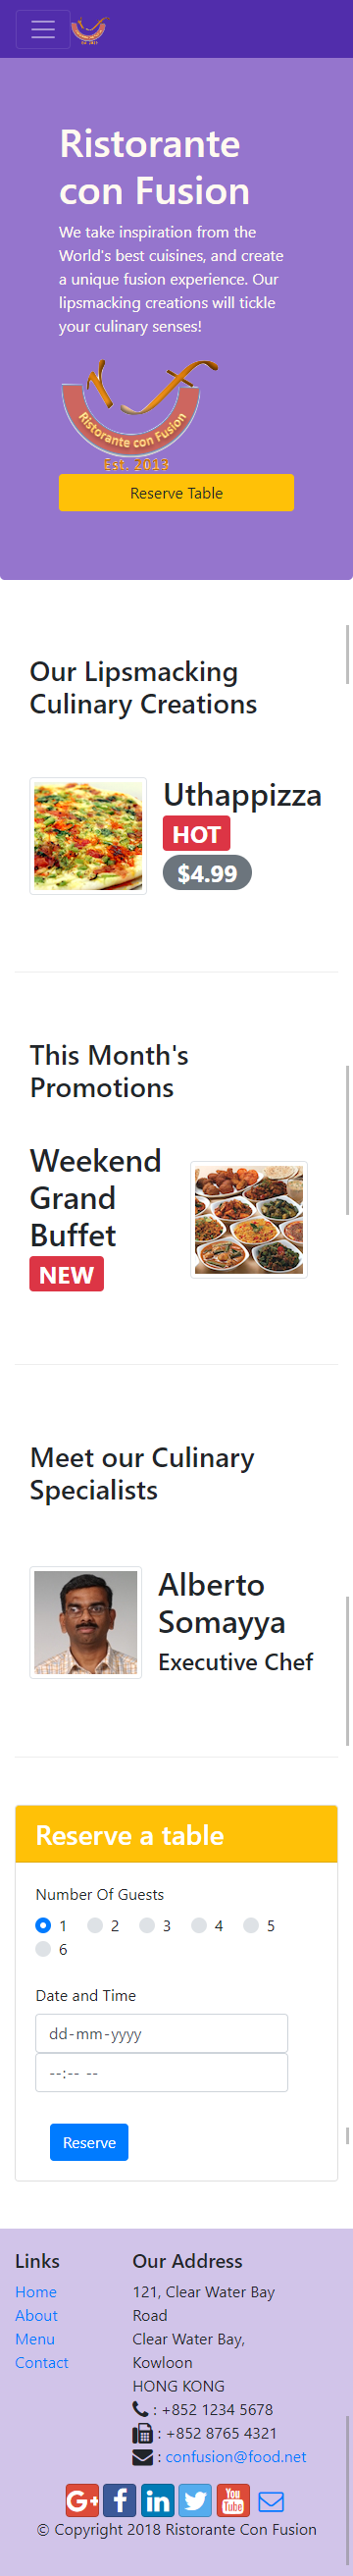 Ristorante
con Fusion
We take inspiration from the
World's best cuisines, and create
a unique fusion experience. Our
lipsmacking creations will tickle
your culinary senses!
Ristorante con Fusion
Est. 2013
Reserve Table
Our Lipsmacking
Culinary Creations
Uthappizza
HOT
$4.99
This Month's
Promotions
Weekend
Grand
Buffet
NEW
Meet our Culinary
Specialists
Alberto
Somayya
Executive Chef
Reserve a table
Number Of Guests
1 2 3 4 5
6
Date and Time
dd-mm-yyyy
--:-- --
Reserve
Links
Home
About
Menu
Contact
Our Address
121, Clear Water Bay
Road
Clear Water Bay,
Kowloon
HONG KONG
: +852 1234 5678
: +852 8765 4321
: confusion@food.net
G+ f in You Tube
© Copyright 2018 Ristorante Con Fusion